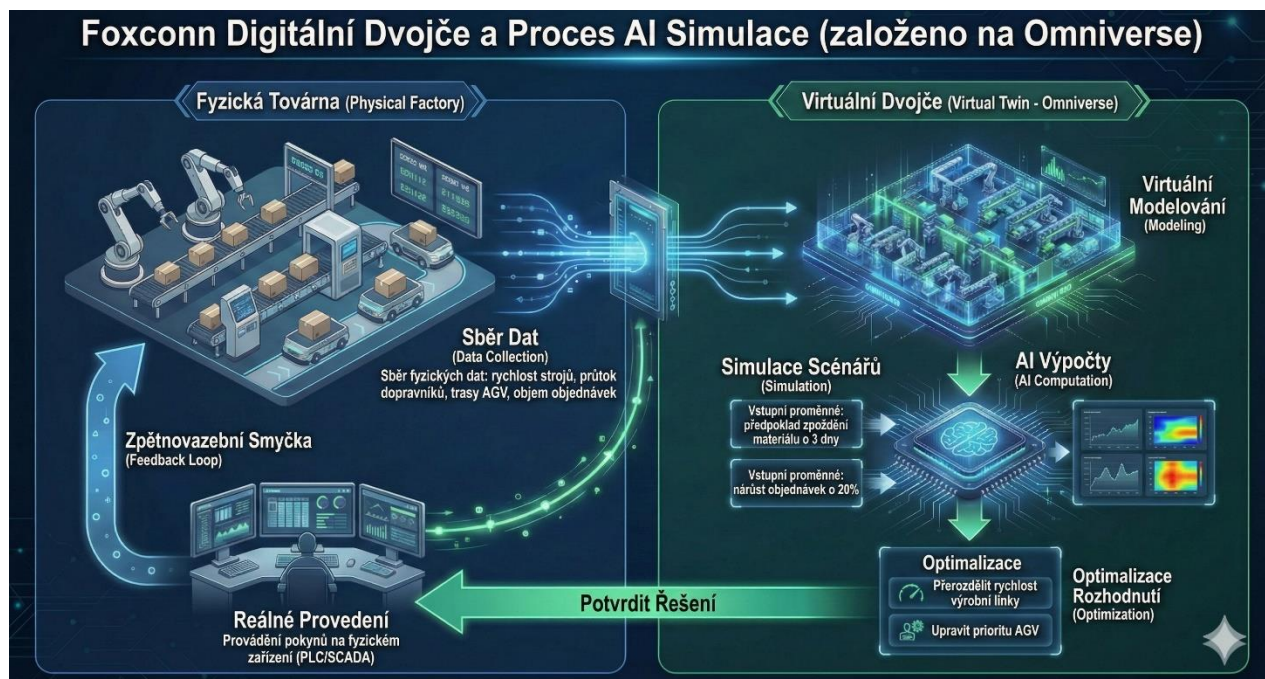 Foxconn Digitální Dvojče a Proces AI Simulace (založeno na Omniverse)
Fyzická Továrna (Physical Factory)
Sběr Dat
(Data Collection)
Sběr fyzických dat: rychlost strojů, průtok
dopravníků, trasy AGV, objem objednávek
Zpětnovazební Smyčka
(Feedback Loop)
Reálné Provedení
Provádění pokynů na fyzickém
zařízení (PLC/SCADA)
Virtuální Dvojče (Virtual Twin - Omniverse)
Virtuální
Modelování
(Modeling)
Simulace Scénářů
(Simulation)
Vstupní proměnné:
předpoklad zpoždění
materiálu o 3 dny
Vstupní proměnné:
nárůst objednávek o 20%
AI Výpočty
(AI Computation)
Optimalizace
Přerozdělit rychlost
výrobní linky
Upravit prioritu AGV
Optimalizace
Rozhodnutí
(Optimization)
Potvrdit Řešení